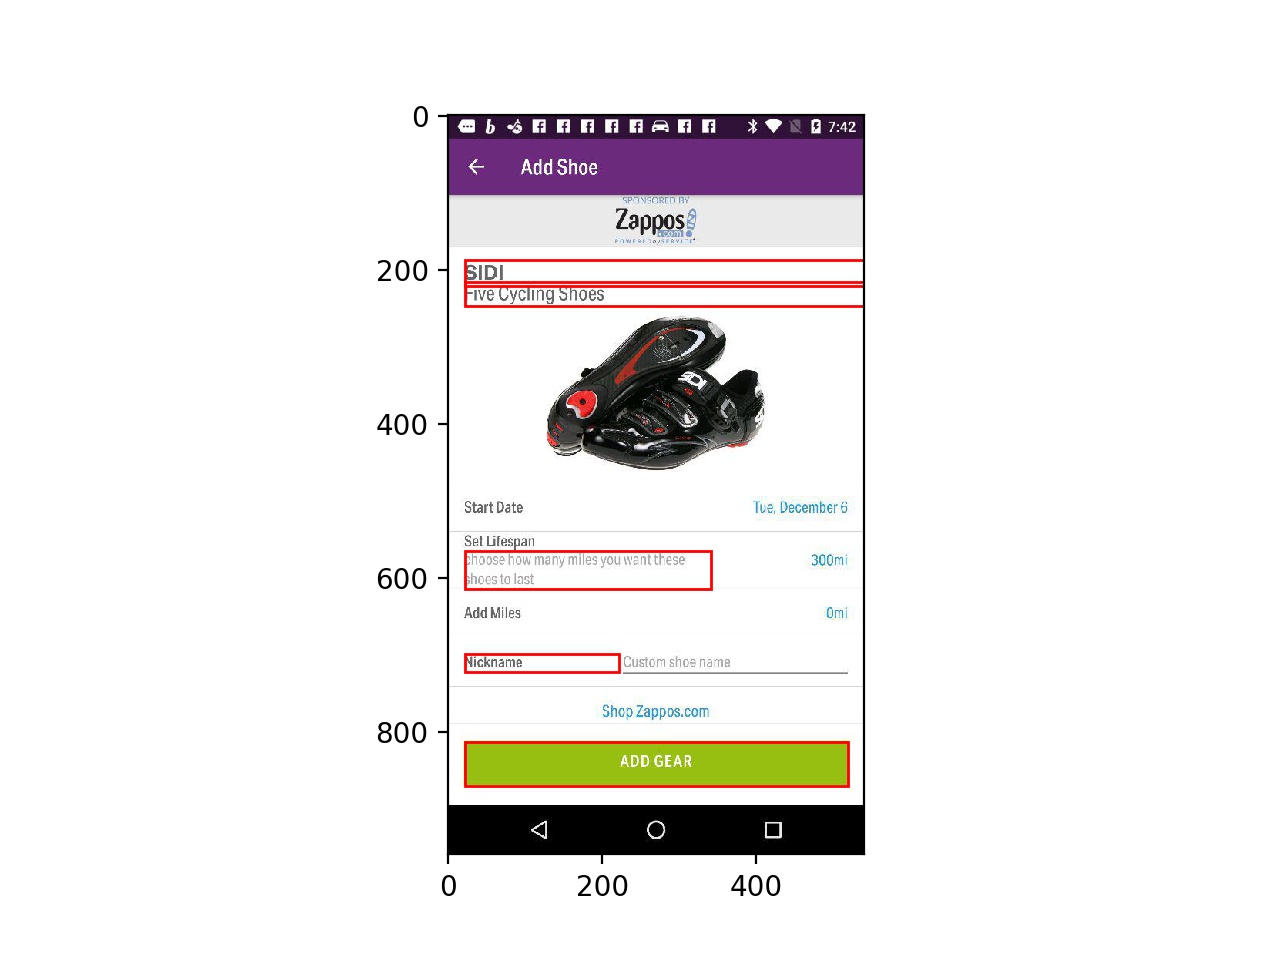 0
7:42
Add Shoe
SPONSORED BY
Zappos
.com
POWERED by SERVICE
200
SIDI
Five Cycling Shoes
SIDI
400
Start Date Tue, December 6
Set Lifespan
choose how many miles you want these 300mi
600
shoes to last
Add Miles 0mi
Nickname Custom shoe name
Shop Zappos.com
800
ADD GEAR
0 200 400